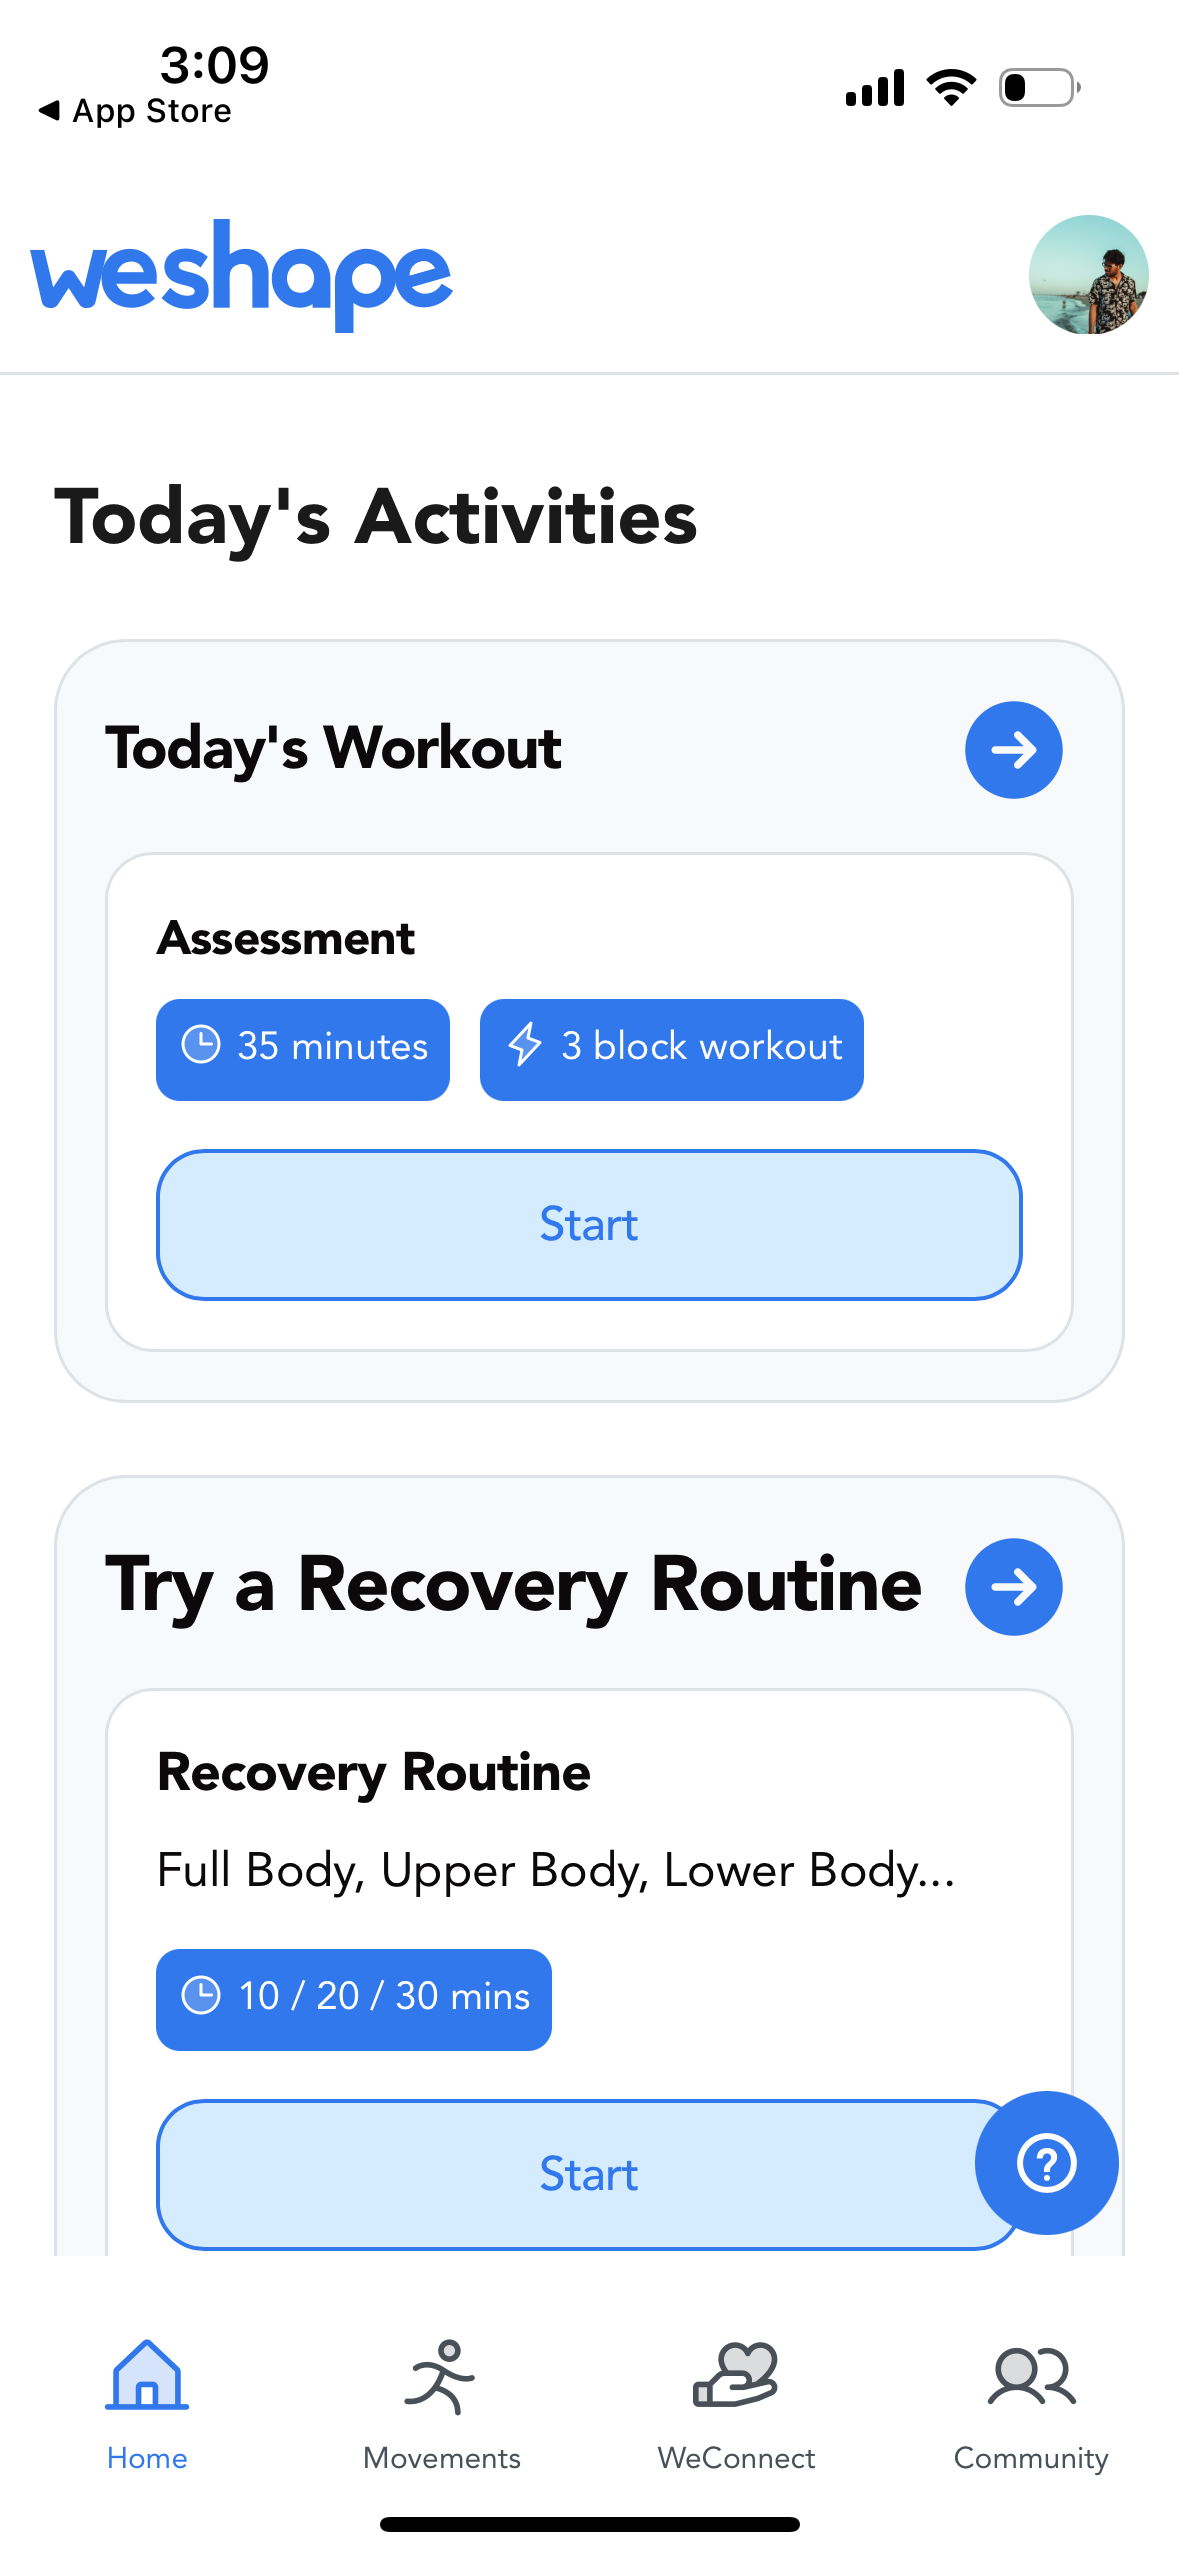 3:09
App Store
weshape
Today's Activities
Today's Workout
Assessment
35 minutes
3 block workout
Start
Try a Recovery Routine
Recovery Routine
Full Body, Upper Body, Lower Body...
10 / 20 / 30 mins
Start
?
Home
Movements
WeConnect
Community